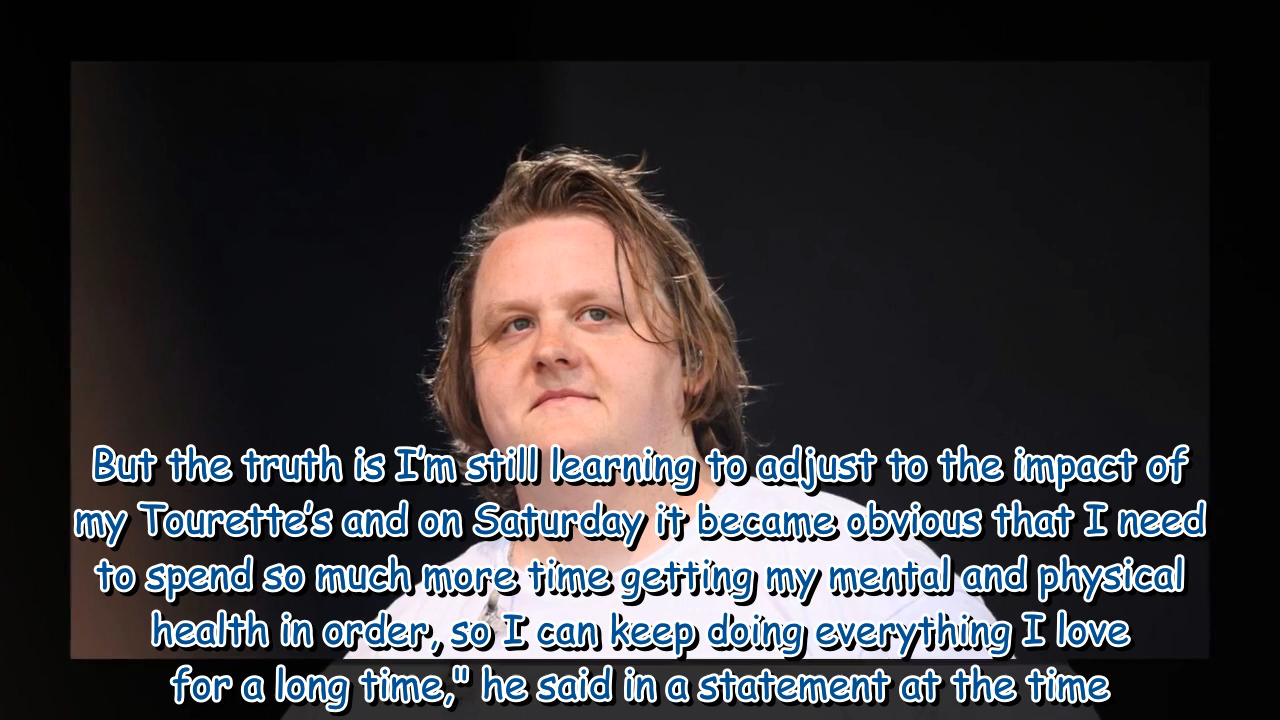 But the truth is I’m still learning to adjust to the impact of
my Tourette’s and on Saturday it became obvious that I need
to spend so much more time getting my mental and physical
health in order, so I can keep doing everything I love
for a long time," he said in a statement at the time